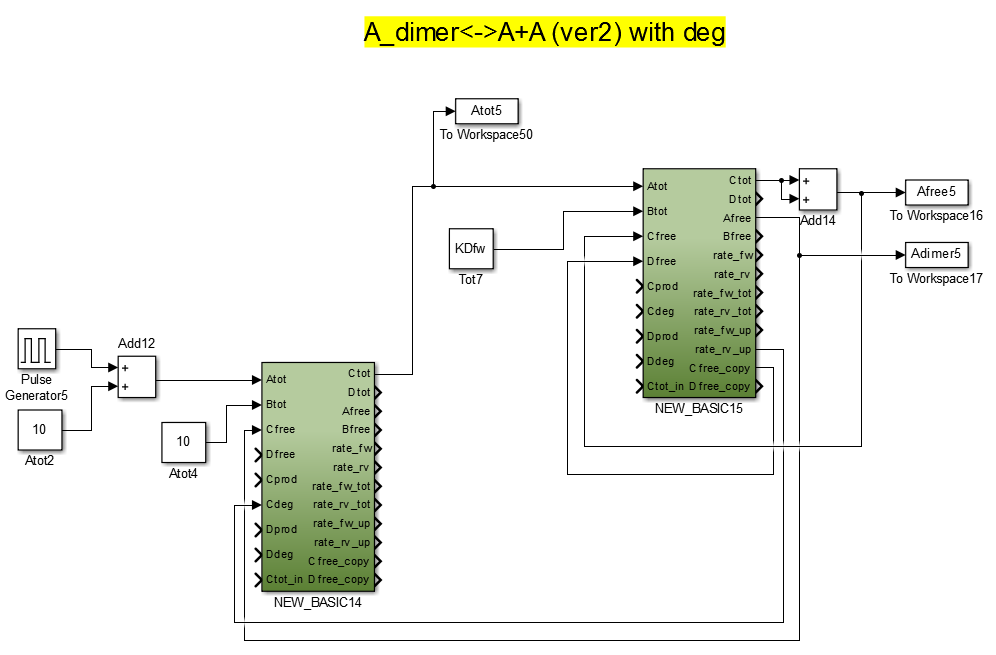 A_dimer<->A+A (ver2) with deg
Atot5
To Workspace50
Atot
Btot
Cfree
Dfree
Cprod
Cdeg
Dprod
Ddeg
Ctot_in
Ctot
Dtot
Afree
Bfree
rate_fw
rate_rv
rate_fw_tot
rate_rv_tot
rate_fw_up
rate_rv_up
Cfree_copy
Dfree_copy
NEW_BASIC15
+
+
Add14
Afree5
To Workspace16
Adimer5
To Workspace17
KDfw
Tot7
Pulse
Generator5
Add12
+
+
10
Atot2
10
Atot4
Atot
Btot
Cfree
Dfree
Cprod
Cdeg
Dprod
Ddeg
Ctot_in
Ctot
Dtot
Afree
Bfree
rate_fw
rate_rv
rate_fw_tot
rate_rv_tot
rate_fw_up
rate_rv_up
Cfree_copy
Dfree_copy
NEW_BASIC14